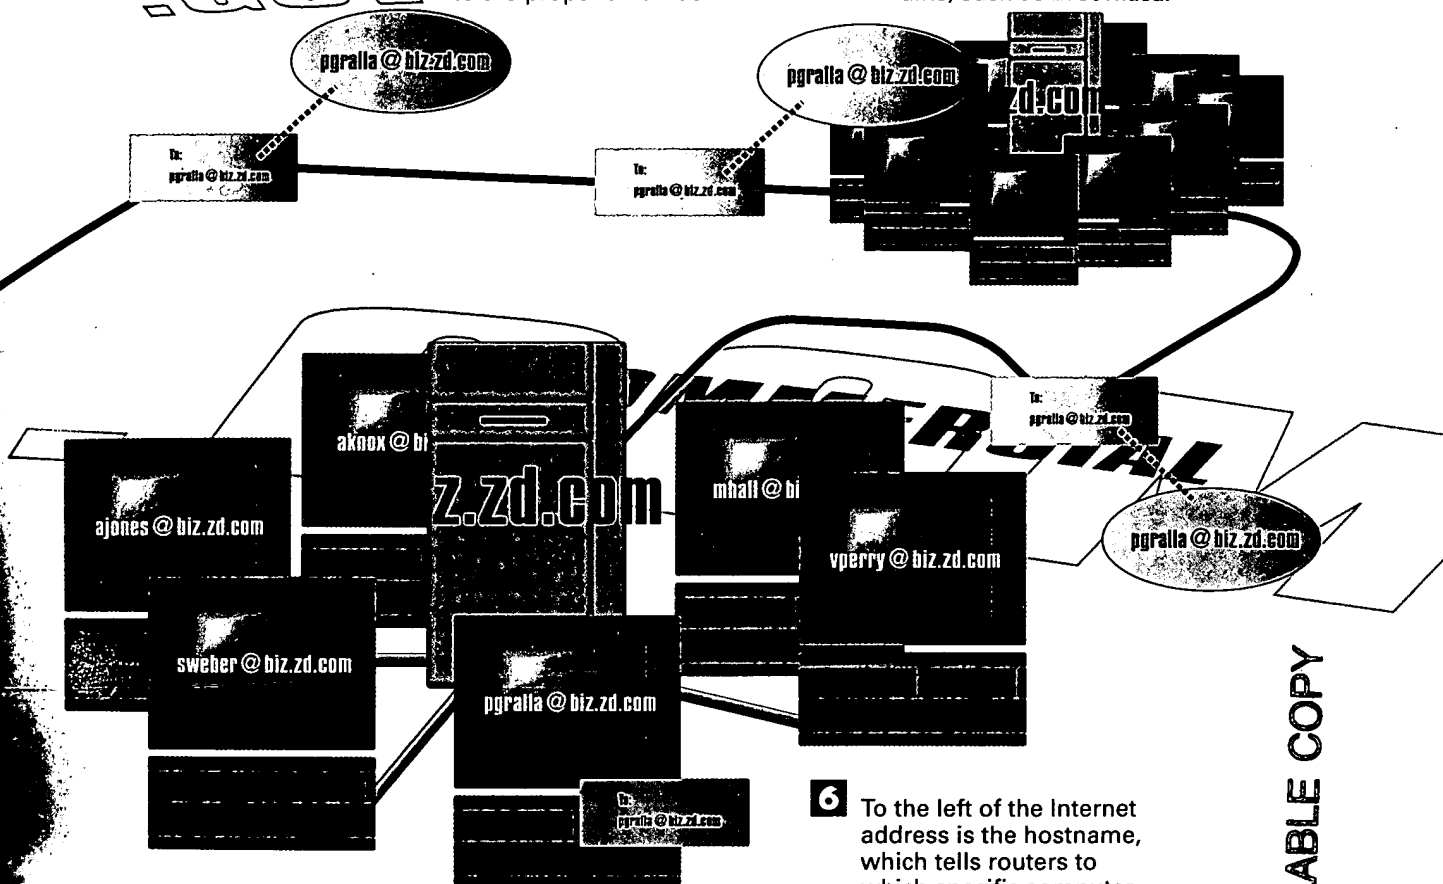 pgralla @ biz.zd.com
pgralla @ biz.zd.com
zd.com
To:
pgralla @ biz.zd.com
To:
pgralla @ biz.zd.com
To:
pgralla @ biz.zd.com
aknox @ bi
z.zd.com
mhall @ bi
ajones @ biz.zd.com
vperry @ biz.zd.com
pgralla @ biz.zd.com
sweber @ biz.zd.com
pgralla @ biz.zd.com
To:
pgralla @ biz.zd.com
6 To the left of the Internet
address is the hostname,
which tells routers to
which specific computer
ABLE COPY